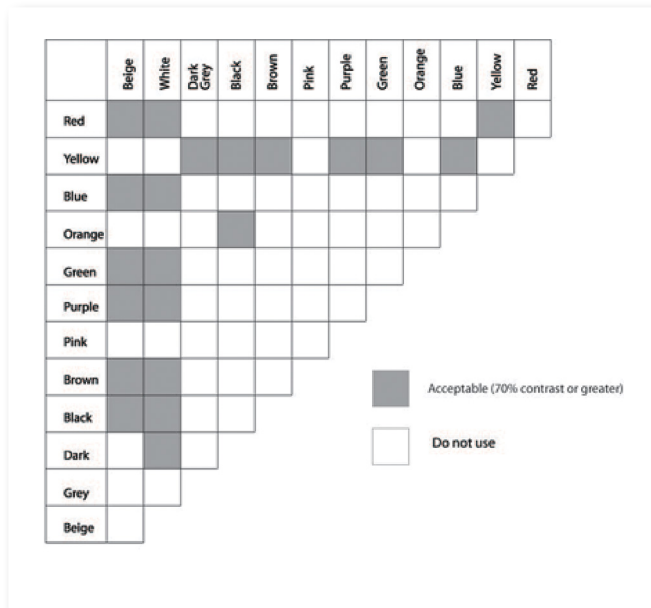 Beige
White
Dark
Grey
Black
Brown
Pink
Purple
Green
Orange
Blue
Yellow
Red
Red
Yellow
Blue
Orange
Green
Purple
Pink
Brown
Black
Dark
Grey
Beige
Acceptable (70% contrast or greater)
Do not use